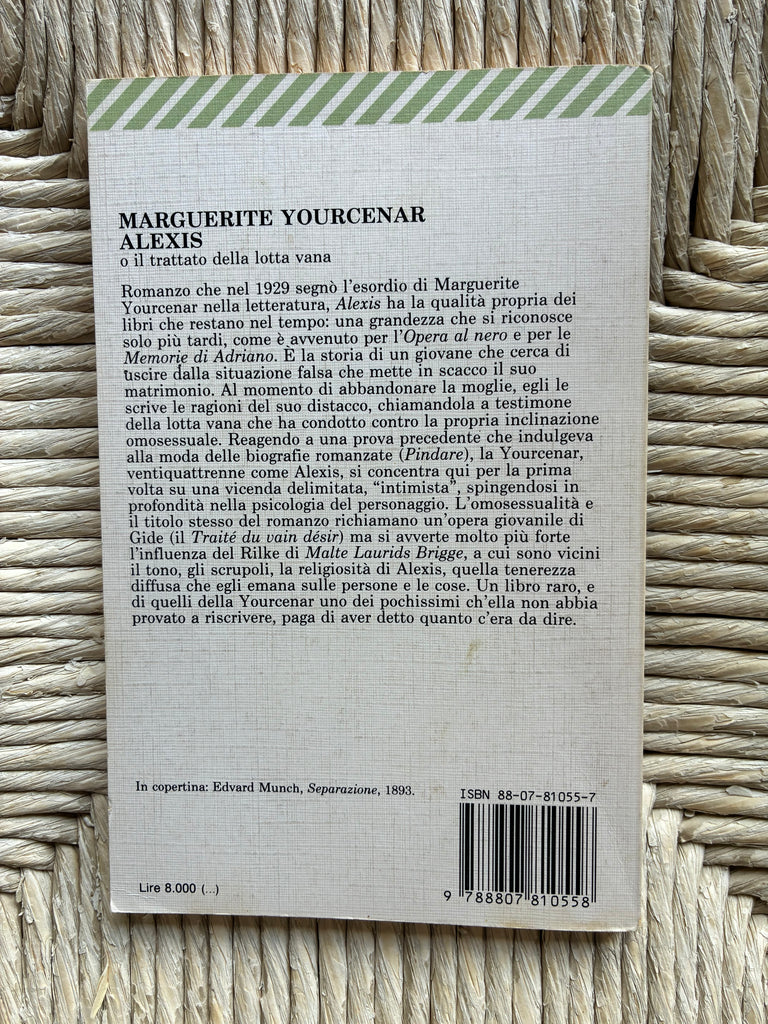 MARGUERITE YOURCENAR
ALEXIS
o il trattato della lotta vana
Romanzo che nel 1929 segnò l'esordio di Marguerite
Yourcenar nella letteratura, Alexis ha la qualità propria dei
libri che restano nel tempo: una grandezza che si riconosce
solo più tardi, come è avvenuto per l'Opera al nero e per le
Memorie di Adriano. È la storia di un giovane che cerca di
uscire dalla situazione falsa che mette in scacco il suo
matrimonio. Al momento di abbandonare la moglie, egli le
scrive le ragioni del suo distacco, chiamandola a testimone
della lotta vana che ha condotto contro la propria inclinazione
omosessuale. Reagendo a una prova precedente che indulgeva
alla moda delle biografie romanzate (Pindare), la Yourcenar,
ventiquattrenne come Alexis, si concentra qui per la prima
volta su una vicenda delimitata, “intimista”, spingendosi in
profondità nella psicologia del personaggio. L'omosessualità e
il titolo stesso del romanzo richiamano un'opera giovanile di
Gide (il Traité du vain désir) ma si avverte molto più forte
l'influenza del Rilke di Malte Laurids Brigge, a cui sono vicini
il tono, gli scrupoli, la religiosità di Alexis, quella tenerezza
diffusa che egli emana sulle persone e le cose. Un libro raro, e
di quelli della Yourcenar uno dei pochissimi ch'ella non abbia
provato a riscrivere, paga di aver detto quanto c'era da dire.
In copertina: Edvard Munch, Separazione, 1893.
ISBN 88-07-81055-7
9 788807 810558
Lire 8.000 (...)